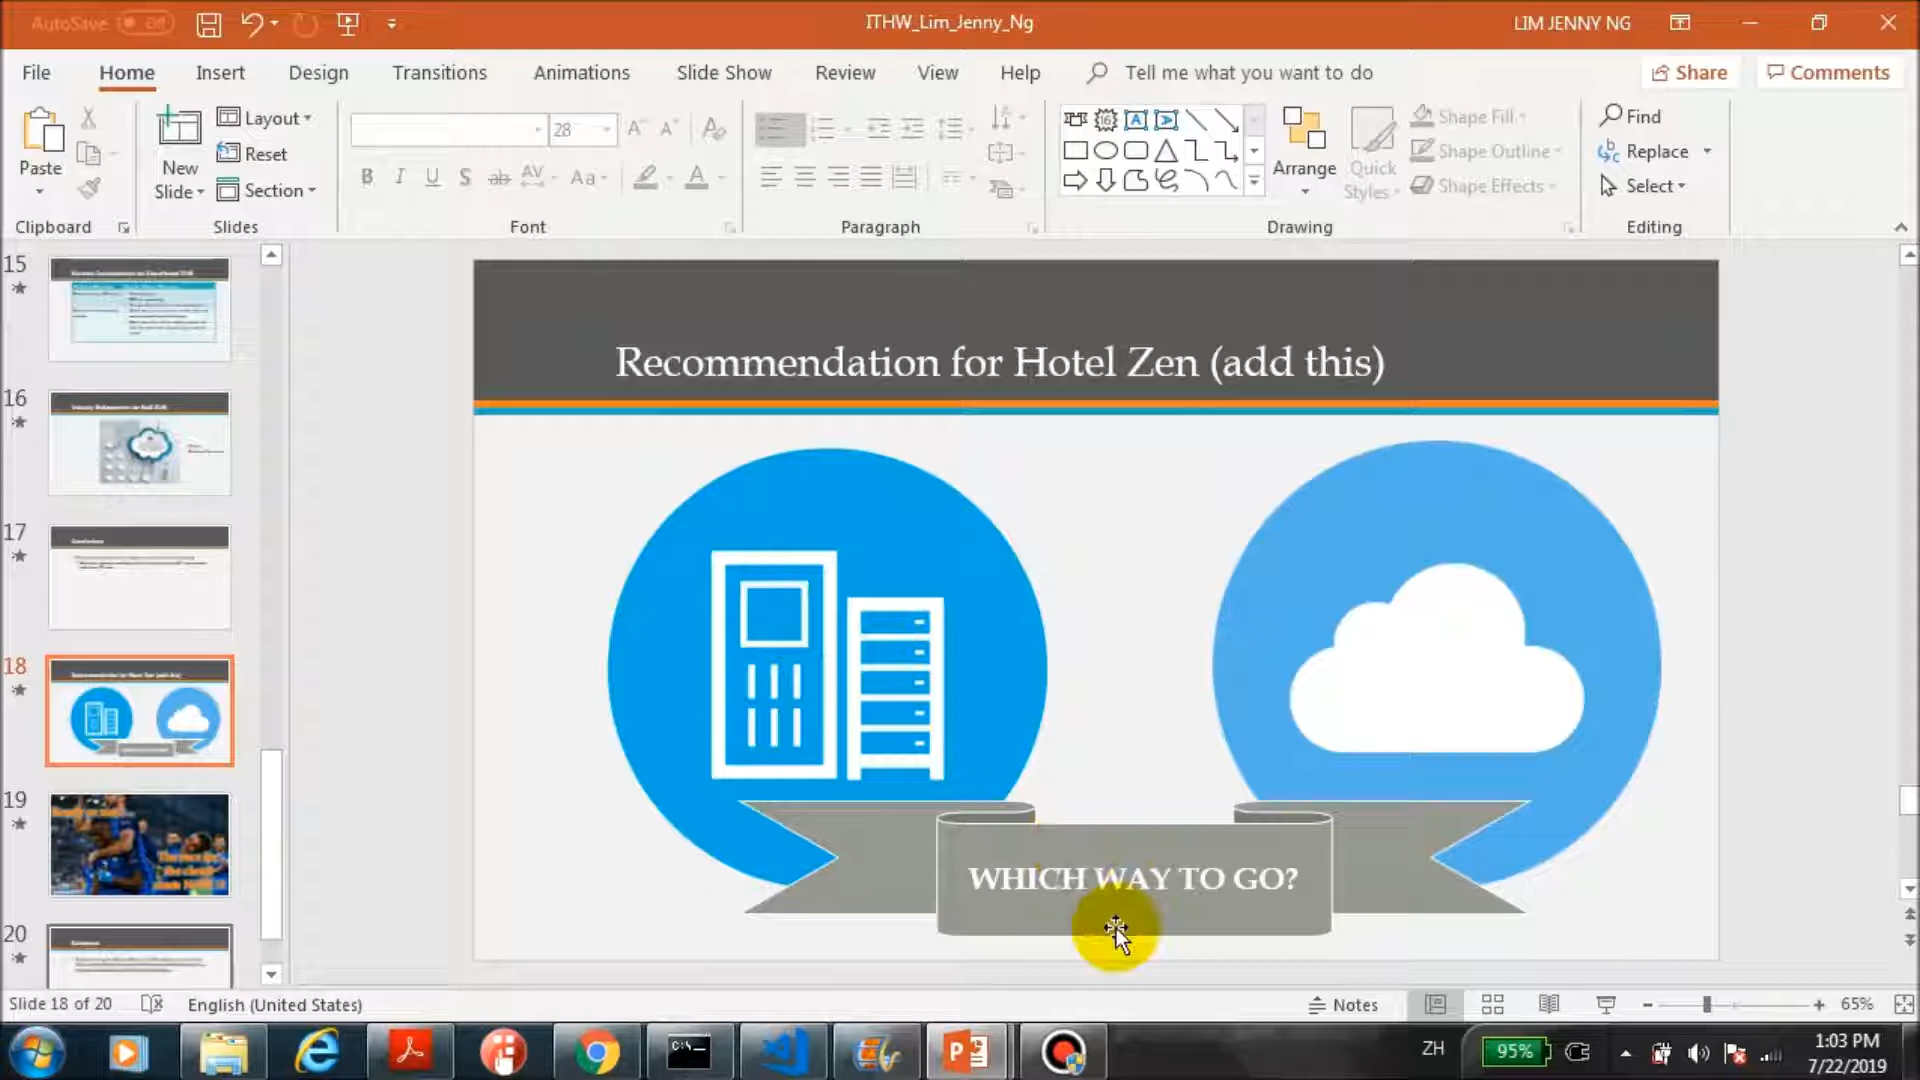 AutoSave Off
ITHW_Lim_Jenny_Ng
LIM JENNY NG
File Home Insert Design Transitions Animations Slide Show Review View Help Tell me what you want to do Share Comments
Paste
New Slide
Layout
Reset
Section
28
B I U S ab AV Aa A
Arrange
Quick Styles
Shape Fill
Shape Outline
Shape Effects
Find
Replace
Select
Clipboard Slides Font Paragraph Drawing Editing
15
16
17
18
19
20
Recommendation for Hotel Zen (add this)
WHICH WAY TO GO?
Slide 18 of 20
English (United States)
Notes
65%
C:\.
ZH
95%
1:03 PM
7/22/2019